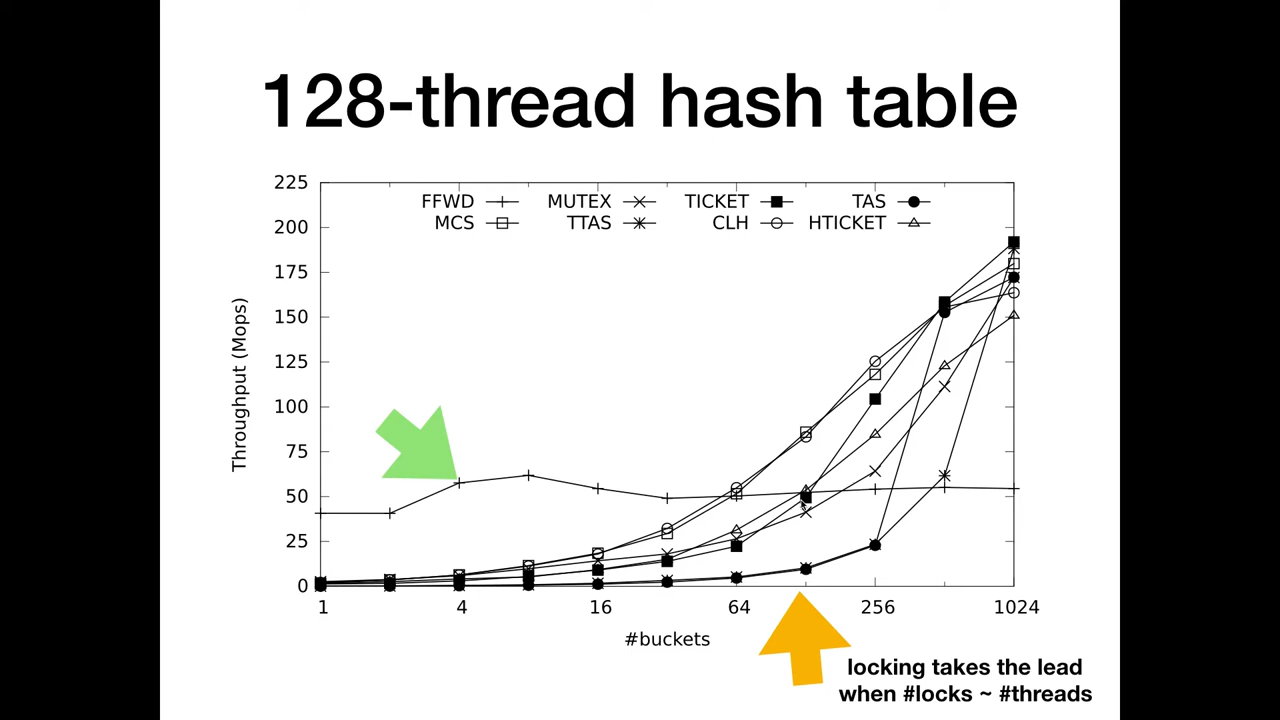 128-thread hash table
225
200
175
150
125
100
75
50
25
0
Throughput (Mops)
FFWD MUTEX TICKET TAS
MCS TTAS CLH HTICKET
1 4 16 64 256 1024
#buckets
locking takes the lead
when #locks ~ #threads